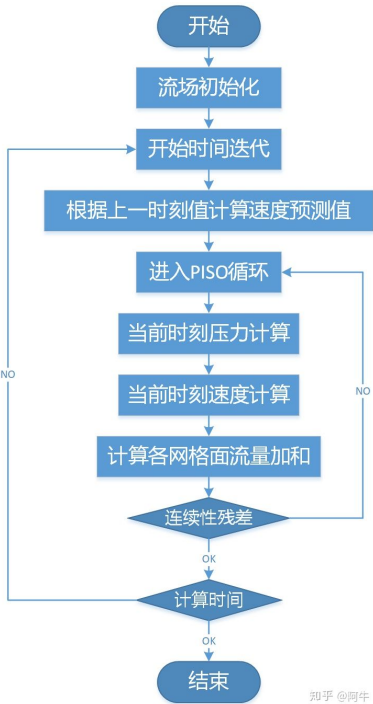 开始
流场初始化
开始时间迭代
根据上一时刻值计算速度预测值
进入PISO循环
当前时刻压力计算
NO
NO
当前时刻速度计算
计算各网格面流量加和
连续性残差
OK
计算时间
OK
结束
知乎 @阿牛